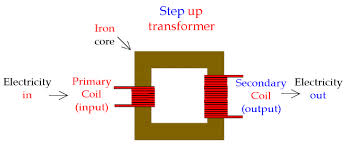 Step up
transformer
Iron
core
Electricity
in
Primary
Coil
(input)
Secondary
Coil
(output)
Electricity
out